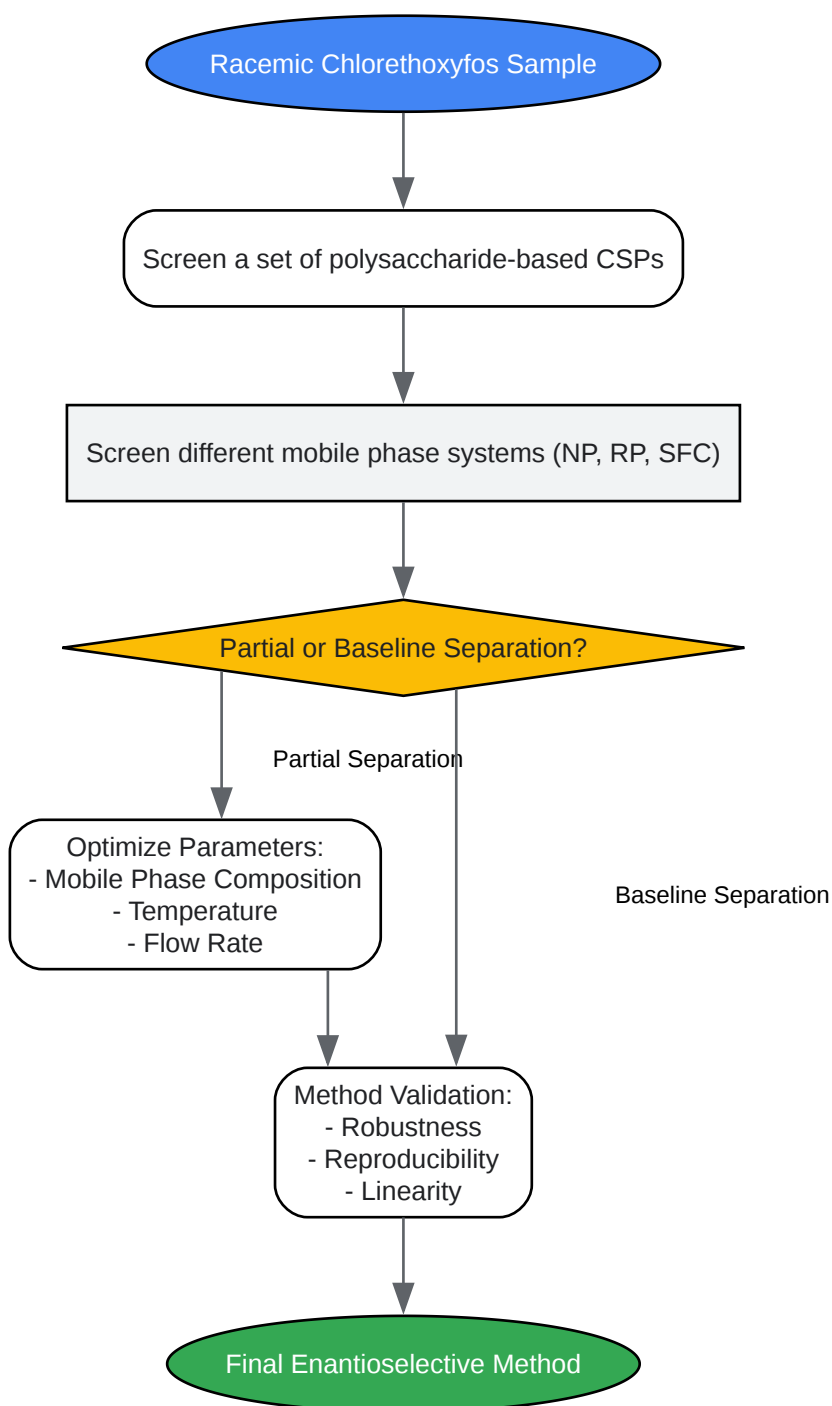 Racemic Chlorethoxyfos Sample
Screen a set of polysaccharide-based CSPs
Screen different mobile phase systems (NP, RP, SFC)
Partial or Baseline Separation?
Partial Separation
Optimize Parameters:
- Mobile Phase Composition
- Temperature
- Flow Rate
Baseline Separation
Method Validation:
- Robustness
- Reproducibility
- Linearity
Final Enantioselective Method